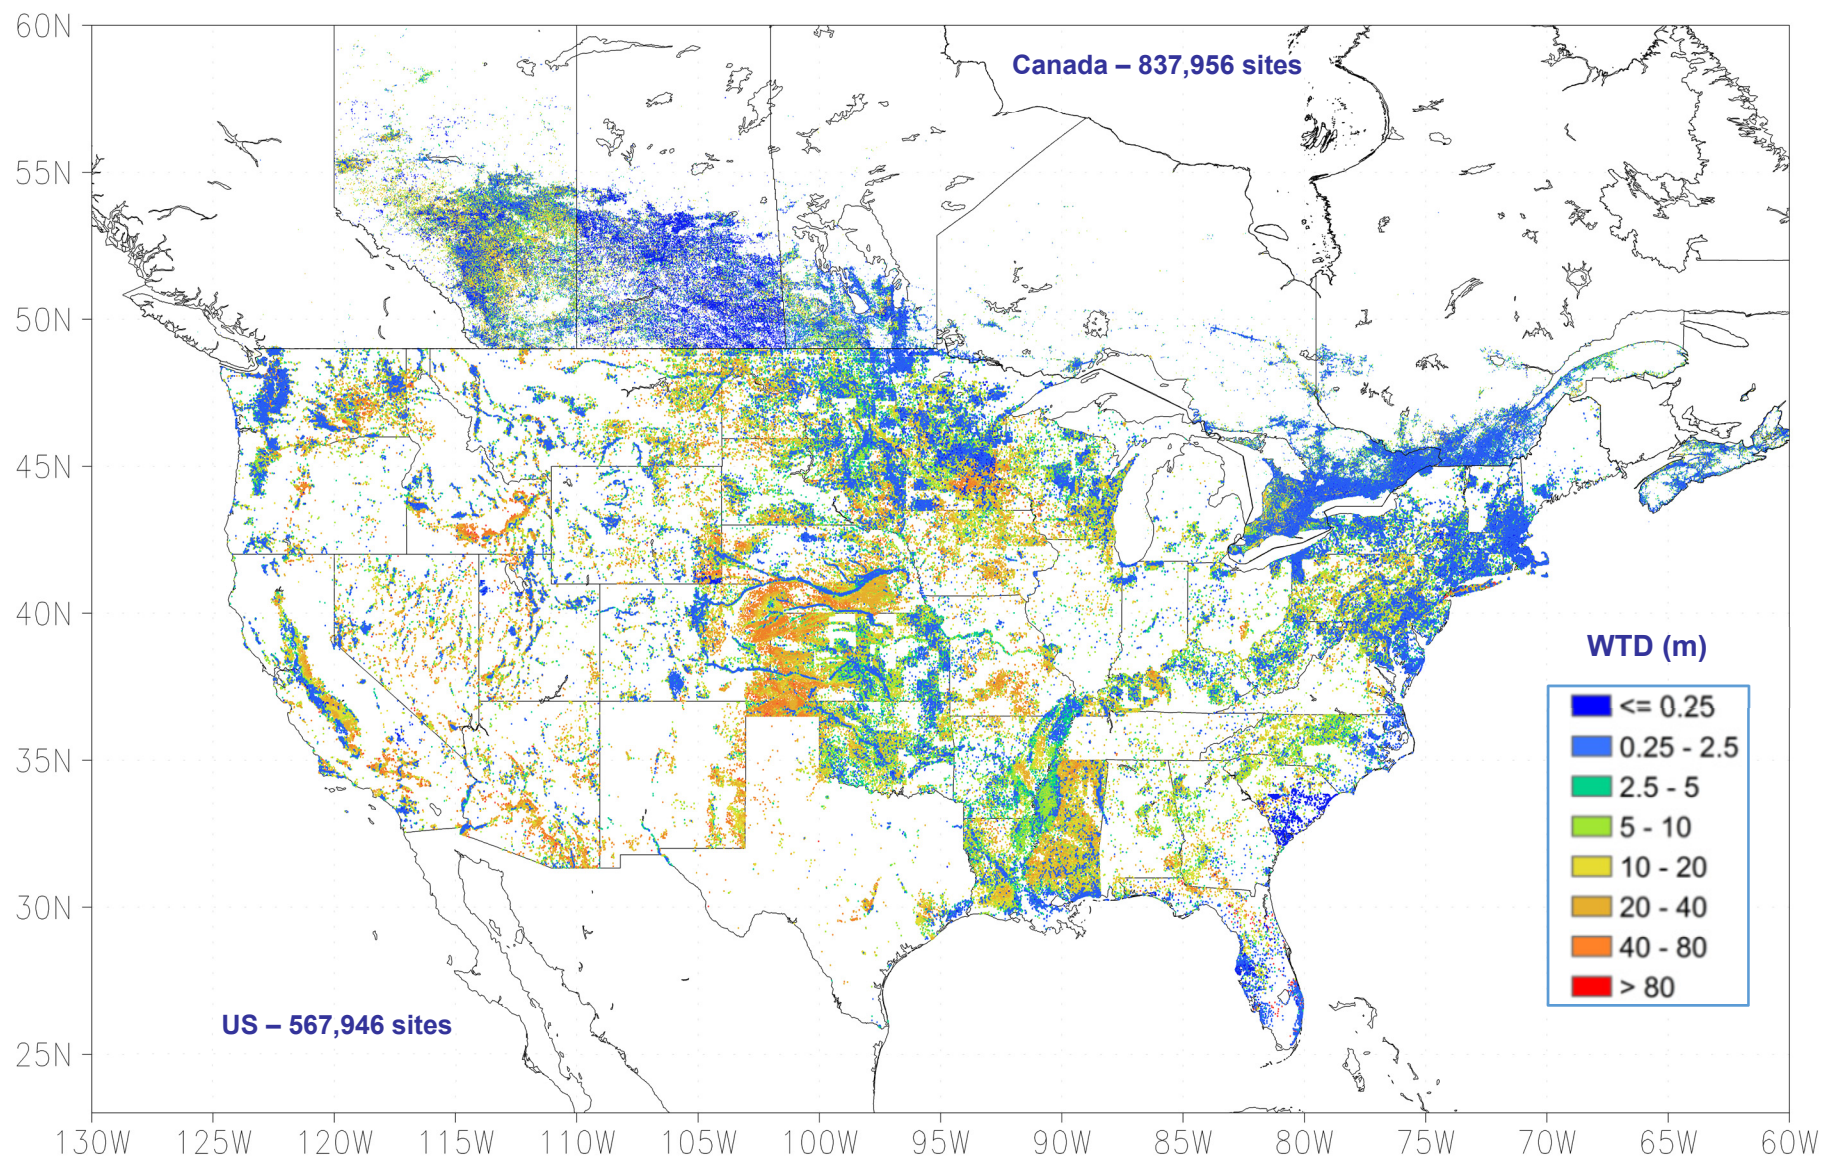 60N
Canada – 837,956 sites
55N
50N
45N
40N
WTD (m)
<= 0.25
0.25 - 2.5
35N
2.5 - 5
5 - 10
10 - 20
30N
20 - 40
40 - 80
> 80
US – 567,946 sites
25N
130W 125W 120W 115W 110W 105W 100W 95W 90W 85W 80W 75W 70W 65W 60W